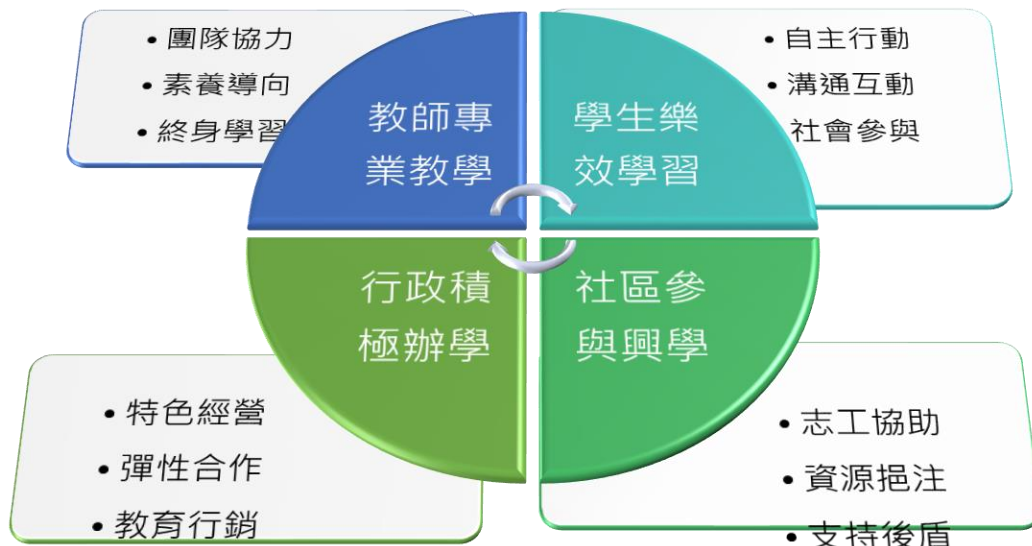 • 團隊協力
• 素養導向
• 終身學習
教師專
業教學
學生樂
效學習
• 自主行動
• 溝通互動
社會參與
行政積
極辦學
• 特色經營
• 彈性合作
• 教育行銷
社區參
與興學
• 志工協助
• 資源挹注
• 支持後盾